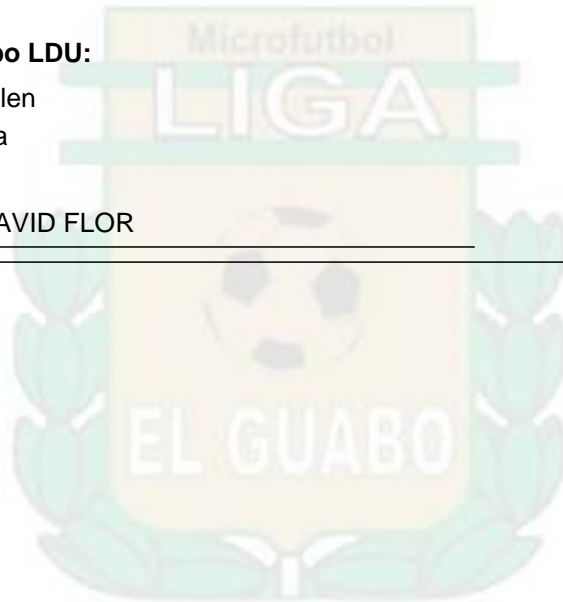 Microfutbol
po LDU:
LIGA
len
a
AVID FLOR
EL GUABO